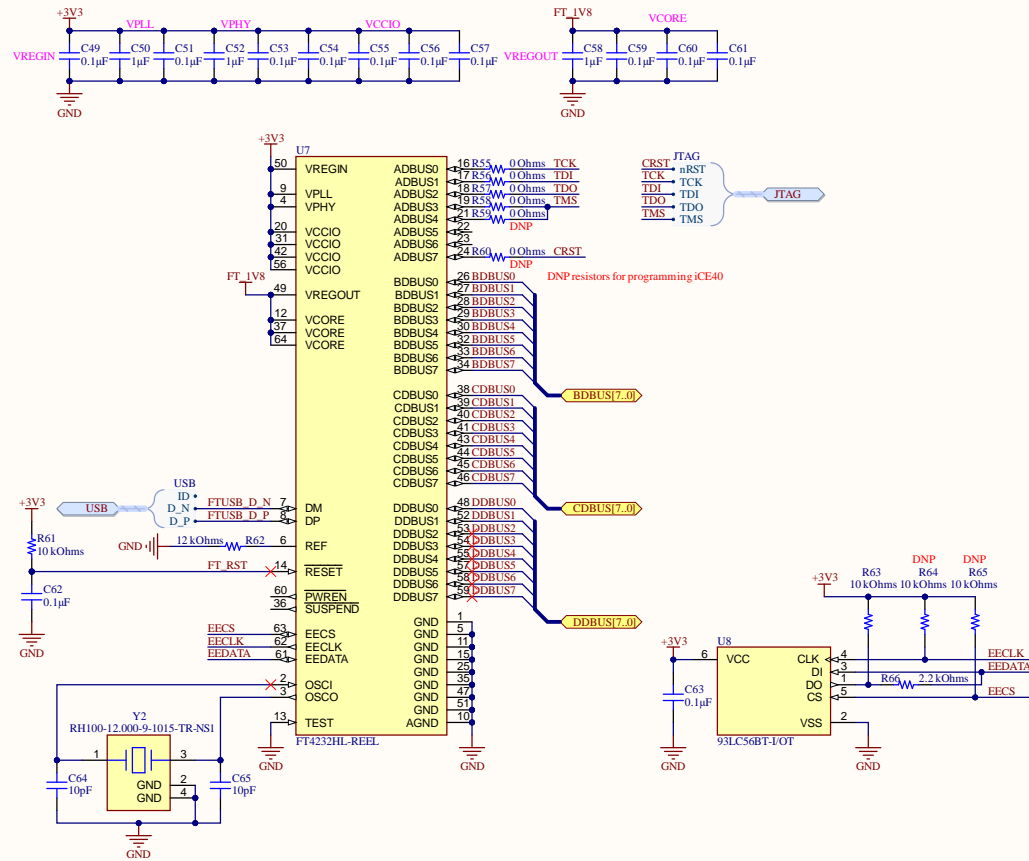 +3V3
VPLL
VPHY
VCCIO
VREGIN
C49
0.1µF
C50
1µF
C51
0.1µF
C52
1µF
C53
0.1µF
C54
0.1µF
C55
0.1µF
C56
0.1µF
C57
0.1µF
GND
FT_1V8
VCORE
VREGOUT
C58
1µF
C59
0.1µF
C60
0.1µF
C61
0.1µF
GND
+3V3
U7
50 VREGIN
9 VPLL
4 VPHY
20 VCCIO
31 VCCIO
42 VCCIO
56 VCCIO
FT_1V8
49 VREGOUT
12 VCORE
37 VCORE
64 VCORE
ADBUS0 16 R55 0 Ohms TCK
ADBUS1 17 R56 0 Ohms TDI
ADBUS2 18 R57 0 Ohms TDO
ADBUS3 19 R58 0 Ohms TMS
ADBUS4 21 R59 0 Ohms
DNP
ADBUS5 22
ADBUS6 23
ADBUS7 24 R60 0 Ohms CRST
DNP
DNP resistors for programming iCE40
JTAG
CRST nRST
TCK TCK
TDI TDI
TDO TDO
TMS TMS
JTAG
BDBUS0 26 BDBUS0
BDBUS1 27 BDBUS1
BDBUS2 28 BDBUS2
BDBUS3 29 BDBUS3
BDBUS4 30 BDBUS4
BDBUS5 32 BDBUS5
BDBUS6 33 BDBUS6
BDBUS7 34 BDBUS7
BDBUS[7..0]
CDBUS0 38 CDBUS0
CDBUS1 39 CDBUS1
CDBUS2 40 CDBUS2
CDBUS3 41 CDBUS3
CDBUS4 43 CDBUS4
CDBUS5 44 CDBUS5
CDBUS6 45 CDBUS6
CDBUS7 46 CDBUS7
CDBUS[7..0]
DDBUS0 48 DDBUS0
DDBUS1 52 DDBUS1
DDBUS2 53 DDBUS2
DDBUS3 54 DDBUS3
DDBUS4 55 DDBUS4
DDBUS5 57 DDBUS5
DDBUS6 58 DDBUS6
DDBUS7 59 DDBUS7
DDBUS[7..0]
USB
USB
ID
D_N FTUSB_D_N 7 DM
D_P FTUSB_D_P 8 DP
+3V3
R61
10 kOhms
GND 12 kOhms R62 6 REF
FT_RST 14 RESET
C62
0.1µF
GND
60 PWREN
36 SUSPEND
EECS 63 EECS
EECLK 62 EECLK
EEDATA 61 EEDATA
2 OSCI
3 OSCO
13 TEST
GND
GND 1
GND 5
GND 11
GND 15
GND 25
GND 35
GND 47
GND 51
AGND 10
GND
FT4232HL-REEL
Y2
RH100-12.000-9-1015-TR-NS1
1
3
GND 2
GND 4
C64
10pF
C65
10pF
GND
DNP
DNP
R63
10 kOhms
R64
10 kOhms
R65
10 kOhms
+3V3
+3V3
U8
6 VCC
CLK 4 EECLK
DI 3 EEDATA
DO 1 R66 2.2 kOhms
CS 5 EECS
VSS 2
C63
0.1µF
GND
GND
93LC56BT-I/OT